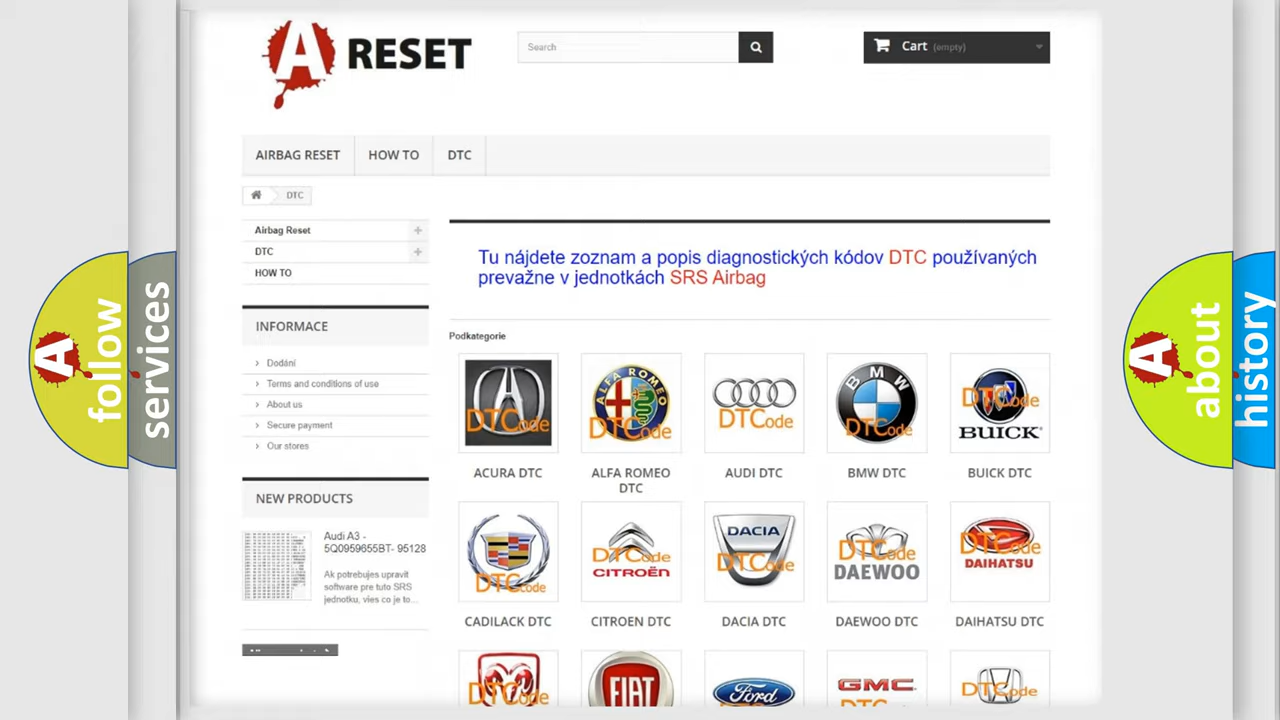 A RESET
Search
Cart (empty)
AIRBAG RESET
HOW TO
DTC
DTC
Airbag Reset
DTC
HOW TO
INFORMACE
Dodání
Terms and conditions of use
About us
Secure payment
Our stores
NEW PRODUCTS
Audi A3 -
5Q0959655BT- 95128
Ak potrebujes upravit
software pre tuto SRS
jednotku, vies co je to...
Tu nájdete zoznam a popis diagnostických kódov DTC používaných
prevažne v jednotkách SRS Airbag
Podkategorie
DTCode
ALFA ROMEO
DTCode
DTCode
BMW
DTCode
DTCode
BUICK
ACURA DTC
ALFA ROMEO
DTC
AUDI DTC
BMW DTC
BUICK DTC
DTCode
DTCode
CITROËN
DACIA
DTCode
DTCode
DAEWOO
DTCode
DAIHATSU
CADILACK DTC
CITROEN DTC
DACIA DTC
DAEWOO DTC
DAIHATSU DTC
DTCode
FIAT
Ford
GMC
DTCode
A follow
services
A about
history